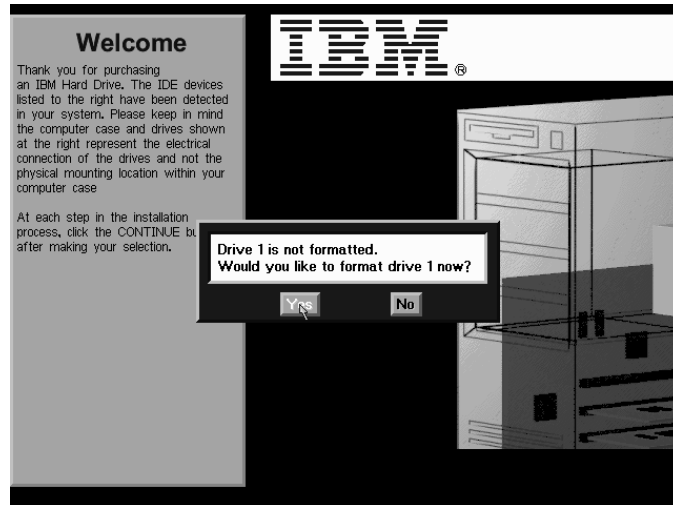 Welcome
Thank you for purchasing
an IBM Hard Drive. The IDE devices
listed to the right have been detected
in your system. Please keep in mind
the computer case and drives shown
at the right represent the electrical
connection of the drives and not the
physical mounting location within your
computer case
At each step in the installation
process, click the CONTINUE bu
after making your selection.
IBM®
Drive 1 is not formatted.
Would you like to format drive 1 now?
Yes
No